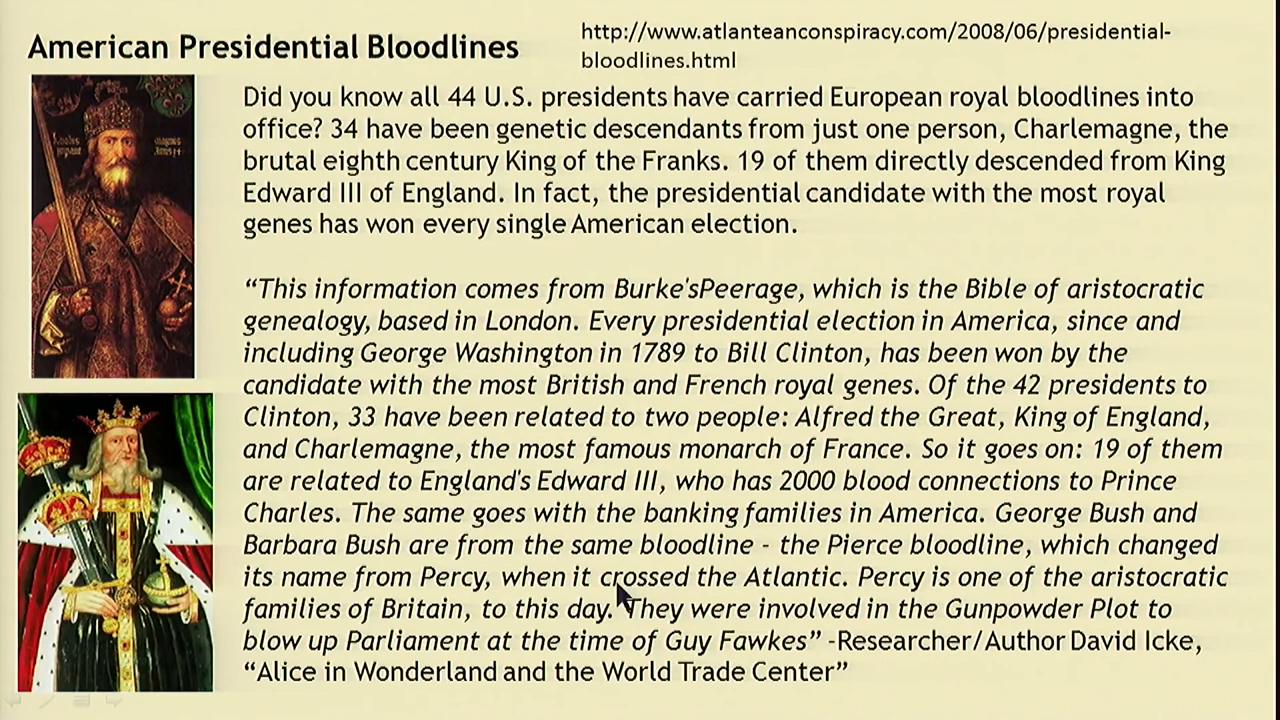 American Presidential Bloodlines
http://www.atlanteanconspiracy.com/2008/06/presidential-
bloodlines.html
Did you know all 44 U.S. presidents have carried European royal bloodlines into
office? 34 have been genetic descendants from just one person, Charlemagne, the
brutal eighth century King of the Franks. 19 of them directly descended from King
Edward III of England. In fact, the presidential candidate with the most royal
genes has won every single American election.
“This information comes from Burke'sPeerage, which is the Bible of aristocratic
genealogy, based in London. Every presidential election in America, since and
including George Washington in 1789 to Bill Clinton, has been won by the
candidate with the most British and French royal genes. Of the 42 presidents to
Clinton, 33 have been related to two people: Alfred the Great, King of England,
and Charlemagne, the most famous monarch of France. So it goes on: 19 of them
are related to England's Edward III, who has 2000 blood connections to Prince
Charles. The same goes with the banking families in America. George Bush and
Barbara Bush are from the same bloodline - the Pierce bloodline, which changed
its name from Percy, when it crossed the Atlantic. Percy is one of the aristocratic
families of Britain, to this day. They were involved in the Gunpowder Plot to
blow up Parliament at the time of Guy Fawkes” -Researcher/Author David Icke,
“Alice in Wonderland and the World Trade Center”